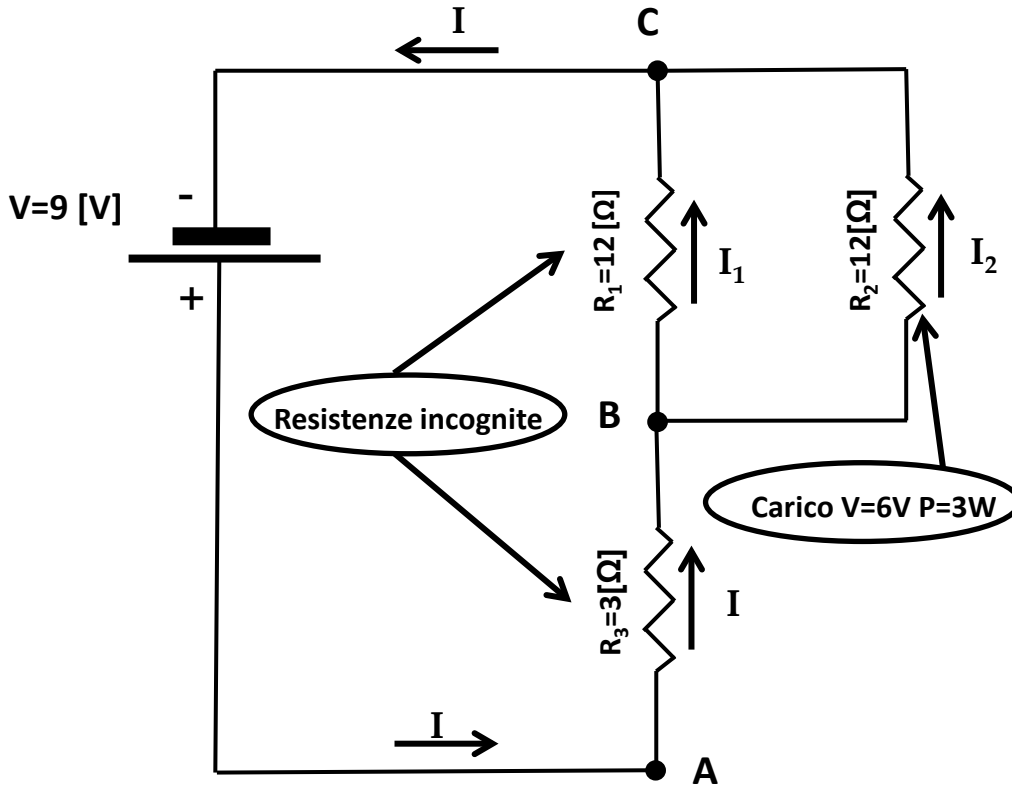 I
C
V=9 [V]
-
+
R₁=12 [Ω]
I₁
R₂=12[Ω]
I₂
Resistenze incognite
B
Carico V=6V P=3W
R₃=3[Ω]
I
I
A